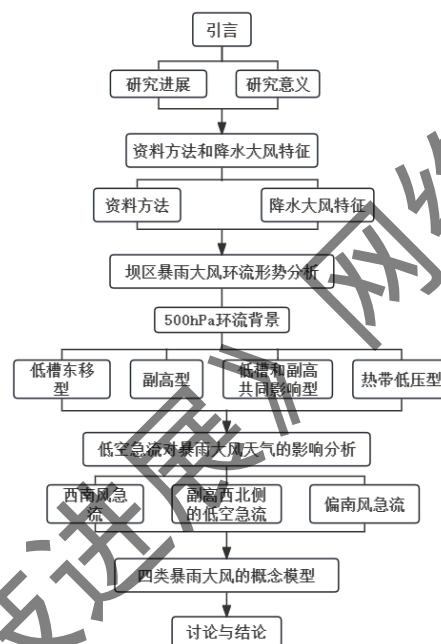 引言
研究进展
研究意义
资料方法和降水大风特征
资料方法
降水大风特征
坝区暴雨大风环流形势分析
500hPa环流背景
低槽东移
型
副高型
低槽和副高
共同影响型
热带低压型
低空急流对暴雨大风天气的影响分析
西南风急
流
副高西北侧
的低空急流
偏南风急流
四类暴雨大风的概念模型
讨论与结论
进展》网络